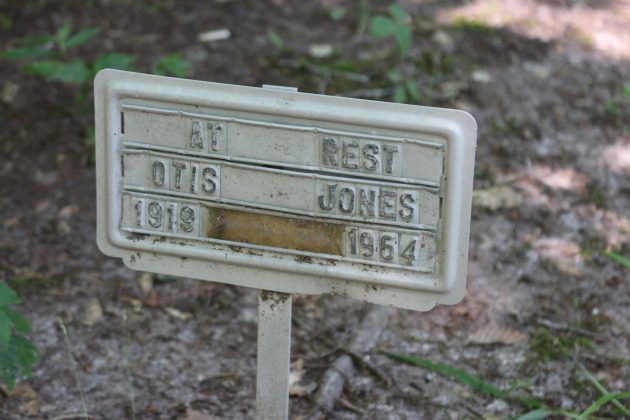 AT REST
OTIS JONES
1919 1964